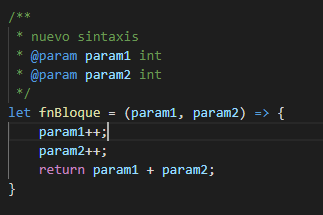 /**
 * nuevo sintaxis
 * @param param1 int
 * @param param2 int
 */
let fnBloque = (param1, param2) => {
    param1++;
    param2++;
    return param1 + param2;
}